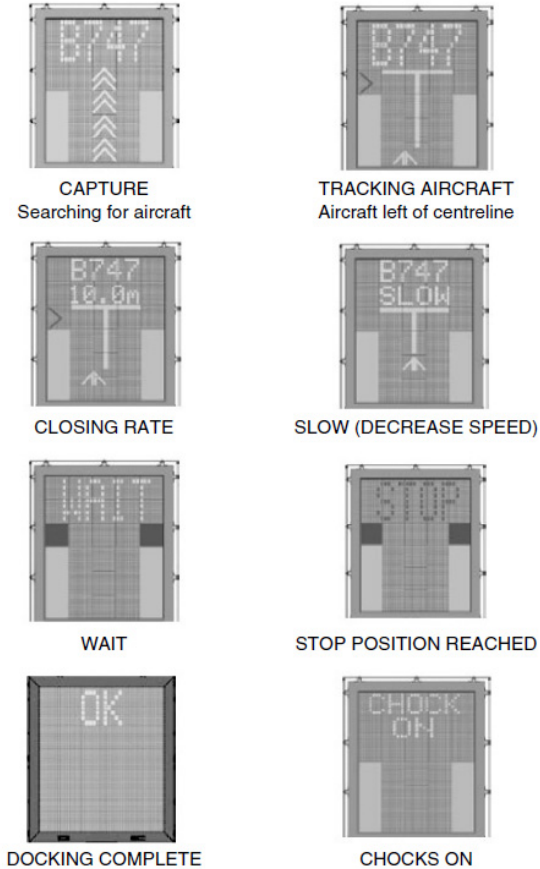 B747
B747
CAPTURE
Searching for aircraft
TRACKING AIRCRAFT
Aircraft left of centreline
B747
10.0m
B747
SLOW
CLOSING RATE
SLOW (DECREASE SPEED)
WAIT
STOP
WAIT
STOP POSITION REACHED
OK
CHOCK
ON
DOCKING COMPLETE
CHOCKS ON